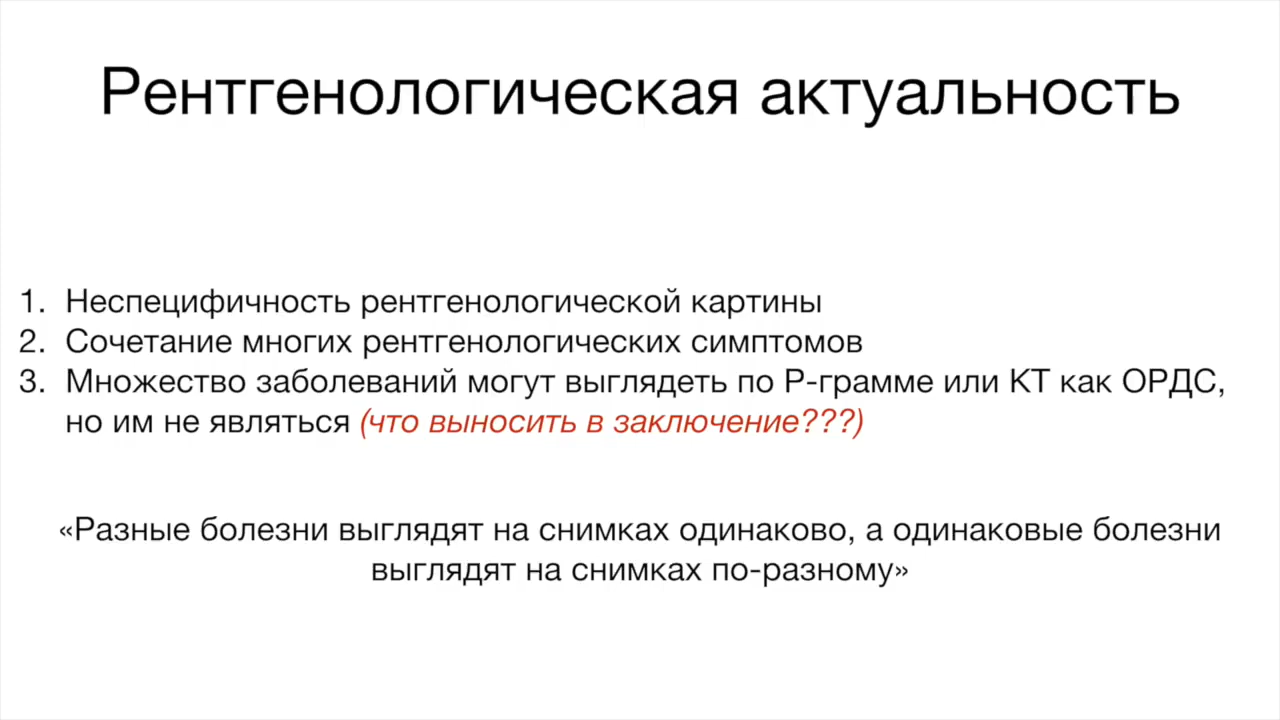 Рентгенологическая актуальность
1. Неспецифичность рентгенологической картины
2. Сочетание многих рентгенологических симптомов
3. Множество заболеваний могут выглядеть по Р-грамме или КТ как ОРДС,
но им не являться (что выносить в заключение???)
«Разные болезни выглядят на снимках одинаково, а одинаковые болезни
выглядят на снимках по-разному»